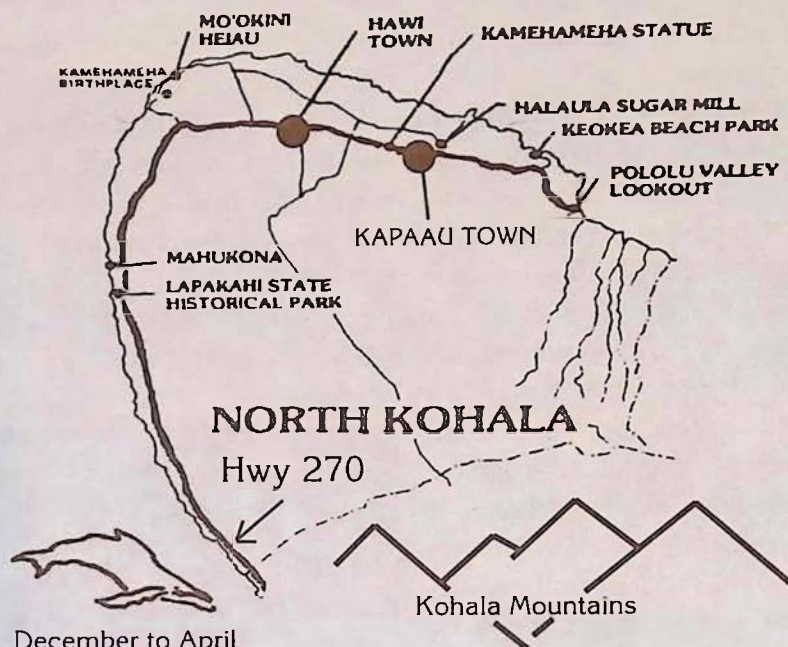 MO'OKINI
HEIAU
HAWI
TOWN
KAMEHAMEHA STATUE
KAMEHAMEHA
BIRTHPLACE
HALAULA SUGAR MILL
KEOKEA BEACH PARK
POLOLU VALLEY
LOOKOUT
KAPAAU TOWN
MAHUKONA
LAPAKAHI STATE
HISTORICAL PARK
NORTH KOHALA
Hwy 270
Kohala Mountains
December to April